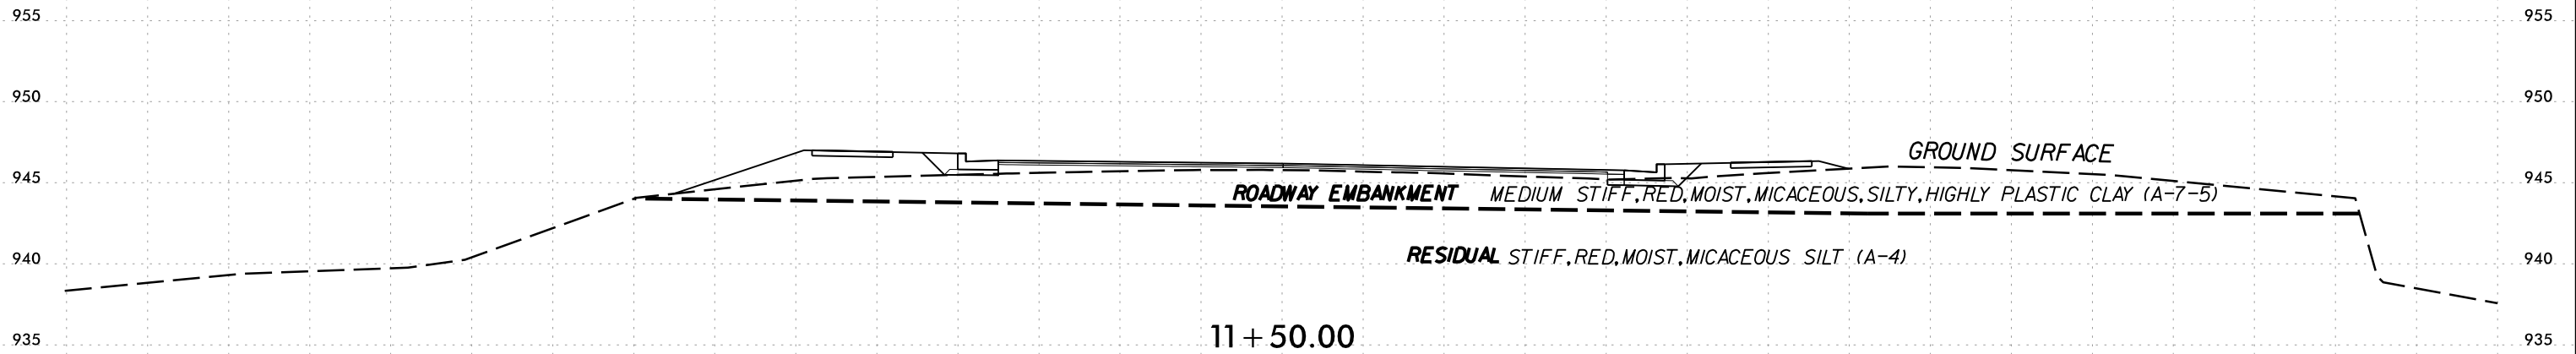 955 955
950 950
GROUND SURFACE
945 945
ROADWAY EMBANKMENT MEDIUM STIFF,RED,MOIST,MICACEOUS,SILTY,HIGHLY PLASTIC CLAY (A-7-5)
RESIDUAL STIFF,RED,MOIST,MICACEOUS SILT (A-4)
940 940
11+50.00
935 935